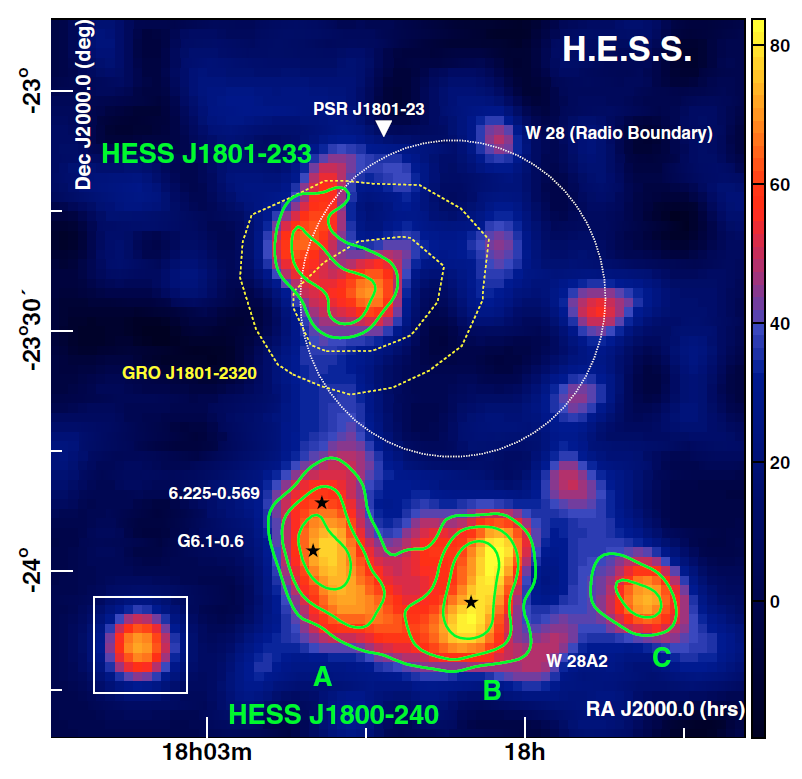 H.E.S.S.
Dec J2000.0 (deg)
-23°
-23°30´
-24°
PSR J1801-23
W 28 (Radio Boundary)
HESS J1801-233
GRO J1801-2320
6.225-0.569
G6.1-0.6
W 28A2
A
B
C
HESS J1800-240
RA J2000.0 (hrs)
18h03m
18h
80
60
40
20
0